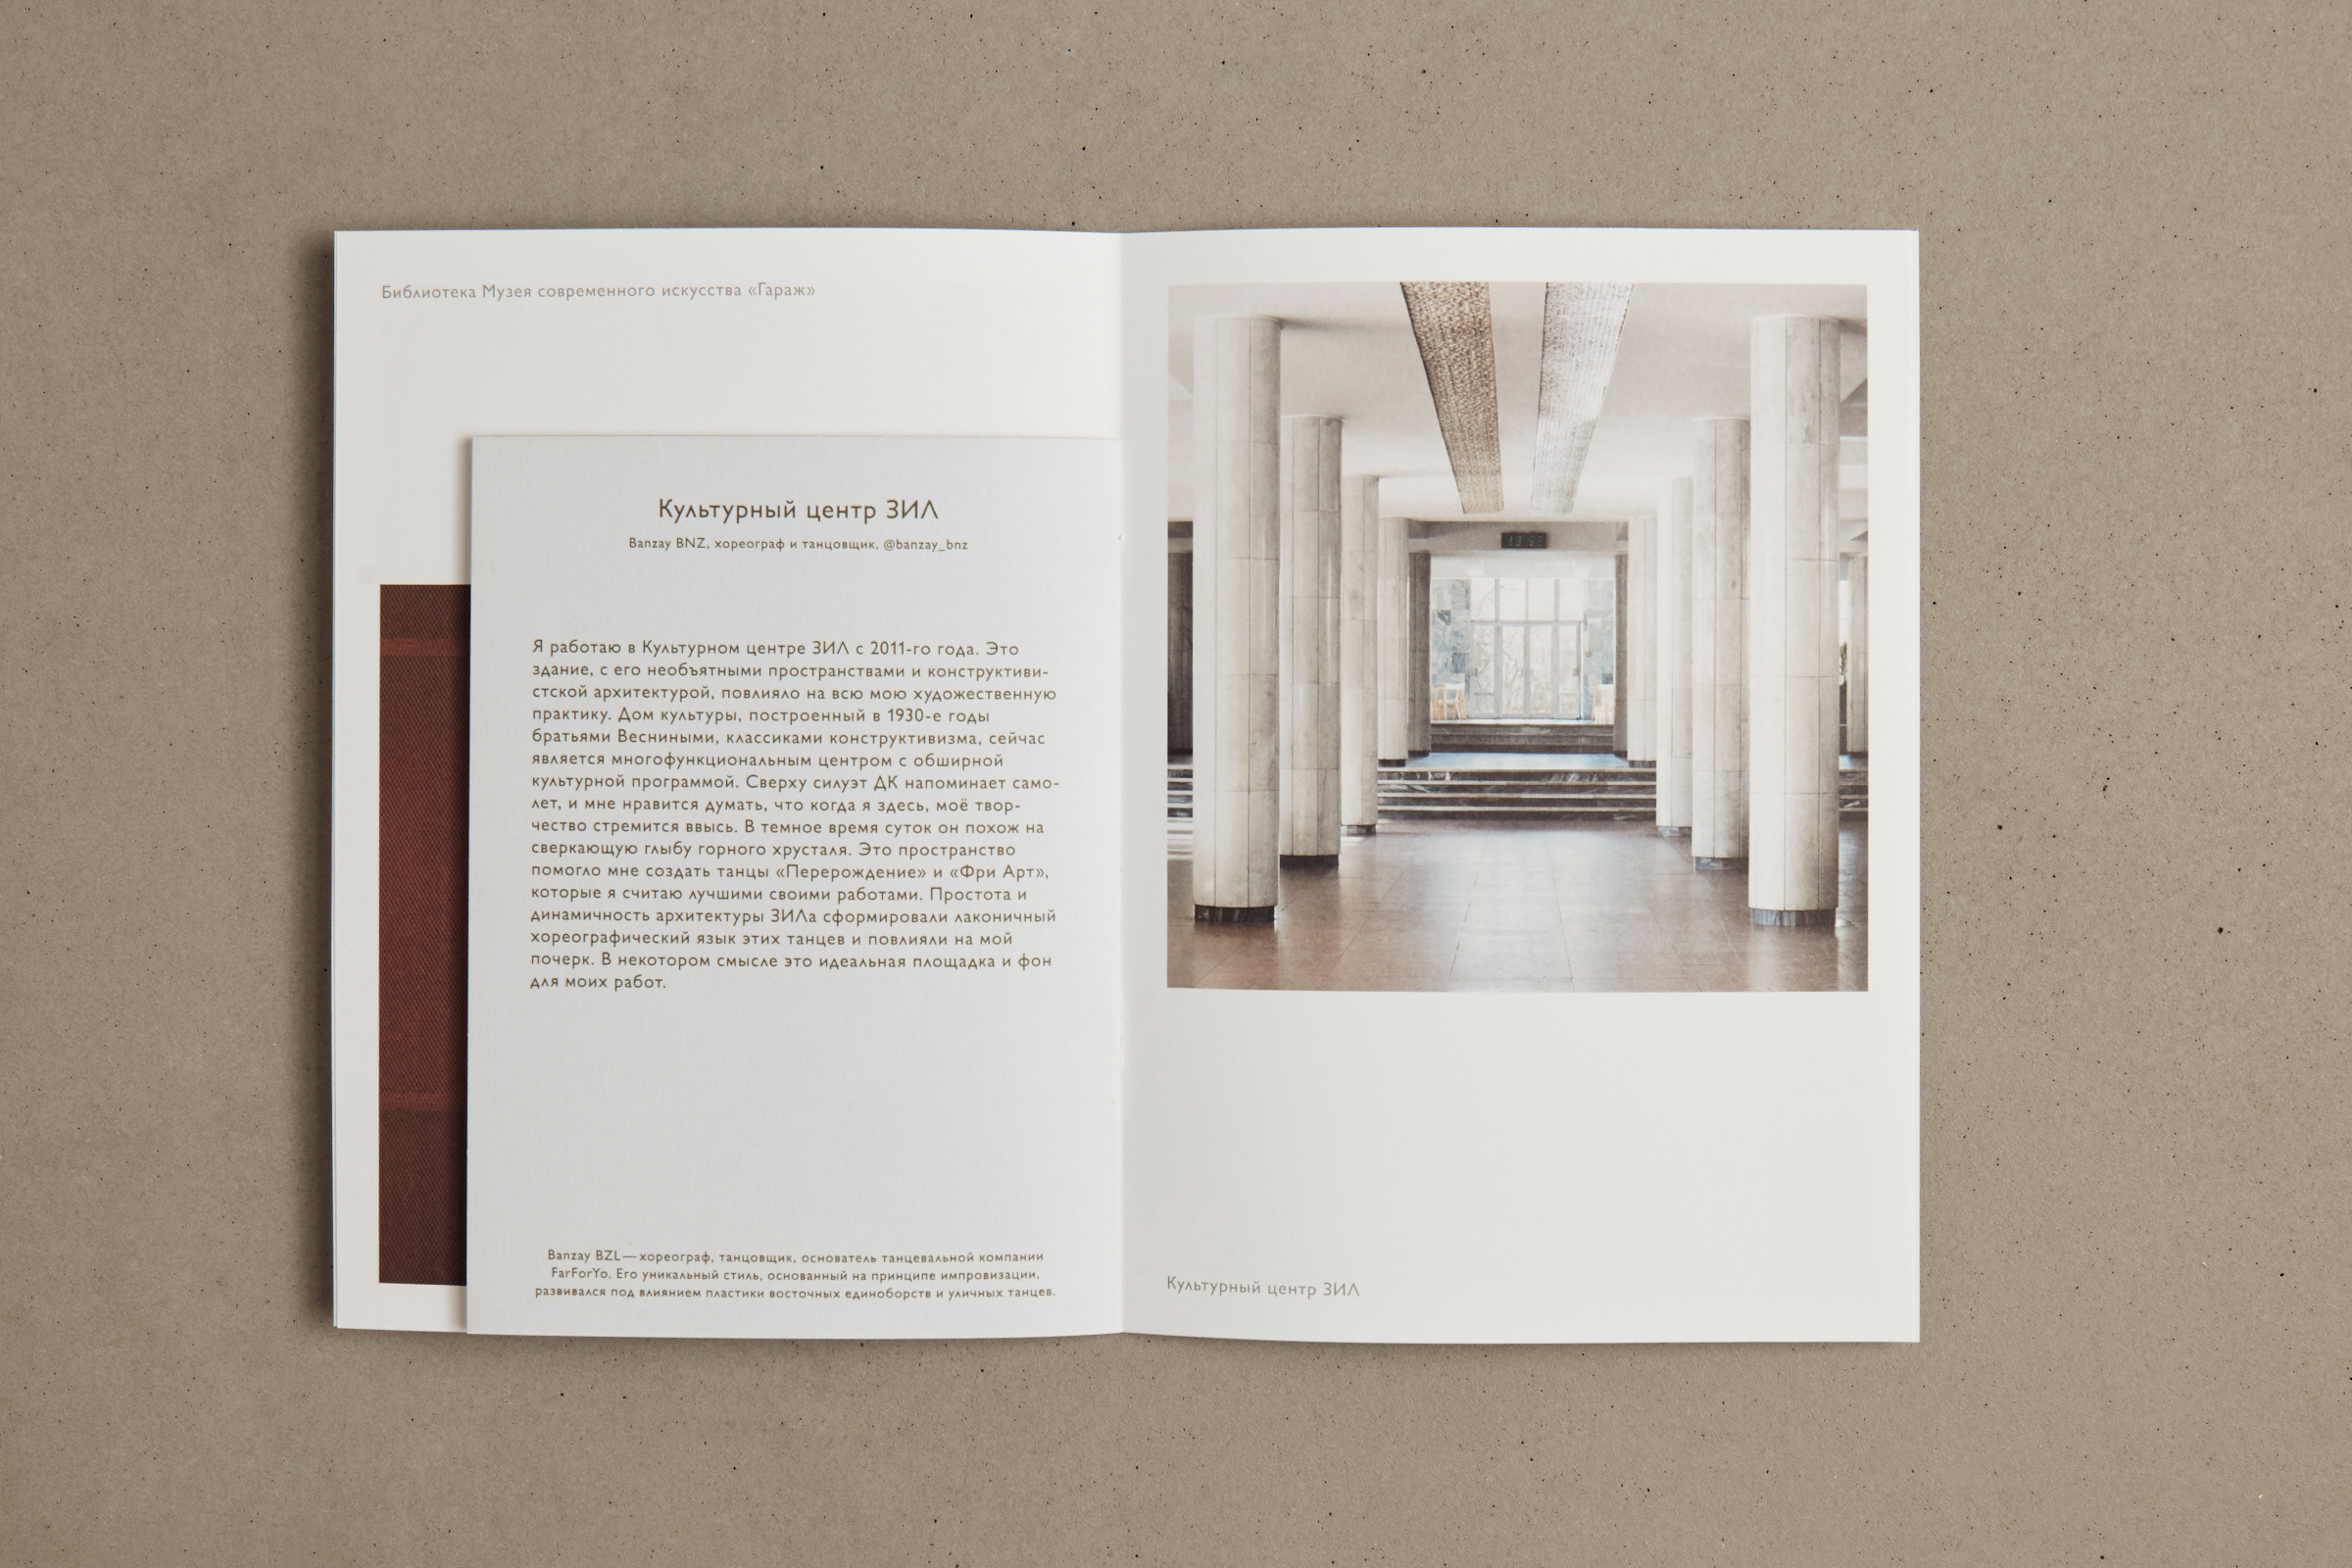 Библиотека Музея современного искусства «Гараж»
Культурный центр ЗИЛ
Banzay BNZ, хореограф и танцовщик, @banzay_bnz
Я работаю в Культурном центре ЗИЛ с 2011-го года. Это
здание, с его необъятными пространствами и конструктиви-
стской архитектурой, повлияло на всю мою художественную
практику. Дом культуры, построенный в 1930-е годы
братьями Весниными, классиками конструктивизма, сейчас
является многофункциональным центром с обширной
культурной программой. Сверху силуэт ДК напоминает само-
лет, и мне нравится думать, что когда я здесь, моё твор-
чество стремится ввысь. В темное время суток он похож на
сверкающую глыбу горного хрусталя. Это пространство
помогло мне создать танцы «Перерождение» и «Фри Арт»,
которые я считаю лучшими своими работами. Простота и
динамичность архитектуры ЗИЛа сформировали лаконичный
хореографический язык этих танцев и повлияли на мой
почерк. В некотором смысле это идеальная площадка и фон
для моих работ.
Banzay BZL — хореограф, танцовщик, основатель танцевальной компании
FarForYo. Его уникальный стиль, основанный на принципе импровизации,
развивался под влиянием пластики восточных единоборств и уличных танцев.
Культурный центр ЗИЛ